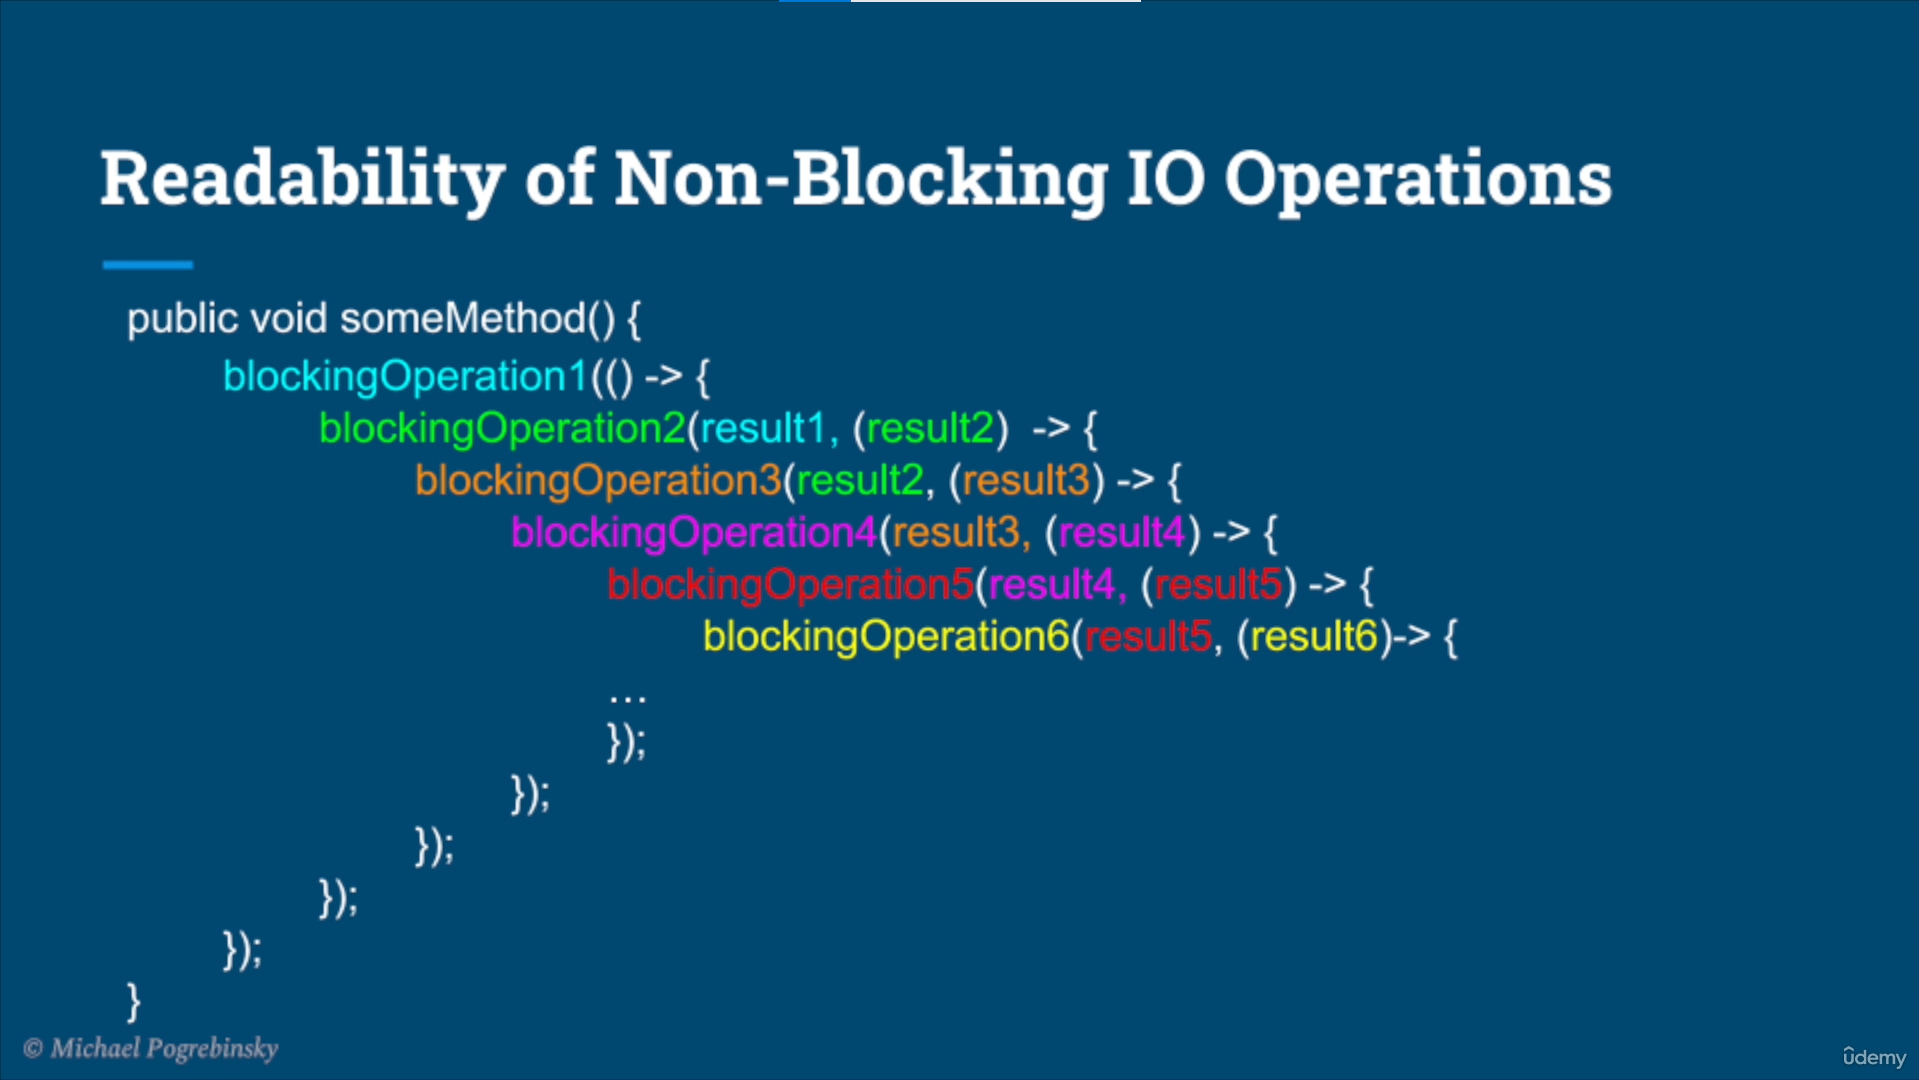 Readability of Non-Blocking IO Operations
public void someMethod() {
blockingOperation1(() -> {
blockingOperation2(result1, (result2)  -> {
blockingOperation3(result2, (result3) -> {
blockingOperation4(result3, (result4) -> {
blockingOperation5(result4, (result5) -> {
blockingOperation6(result5, (result6)-> {
...
});
});
});
});
});
}
© Michael Pogrebinsky
ûdemy